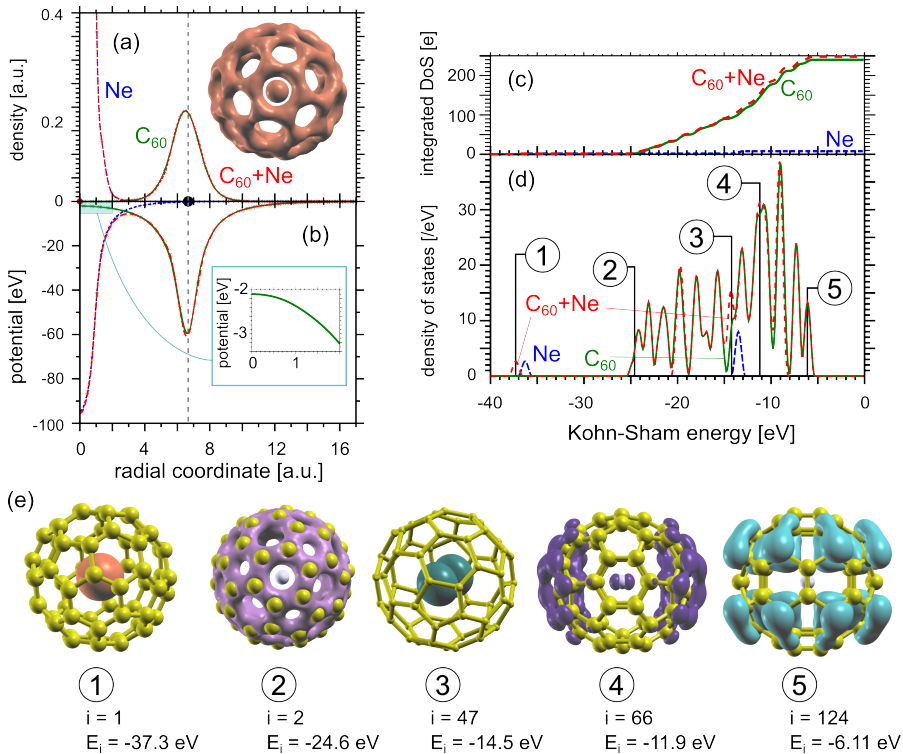 (a)
Ne
C₆₀
C₆₀+Ne
0.4
0.2
0
density [a.u.]
(b)
-20
-40
-60
-80
-100
potential [eV]
-2
-3
potential [eV]
0 1
0 4 8 12 16
radial coordinate [a.u.]
(c)
C₆₀+Ne
C₆₀
Ne
200
100
0
integrated DoS [e]
(d)
1
2
3
4
5
C₆₀+Ne
Ne
C₆₀
30
20
10
0
density of states [/eV]
-40 -30 -20 -10 0
Kohn-Sham energy [eV]
(e)
1 2 3 4 5
i = 1 i = 2 i = 47 i = 66 i = 124
Eᵢ = -37.3 eV Eᵢ = -24.6 eV Eᵢ = -14.5 eV Eᵢ = -11.9 eV Eᵢ = -6.11 eV